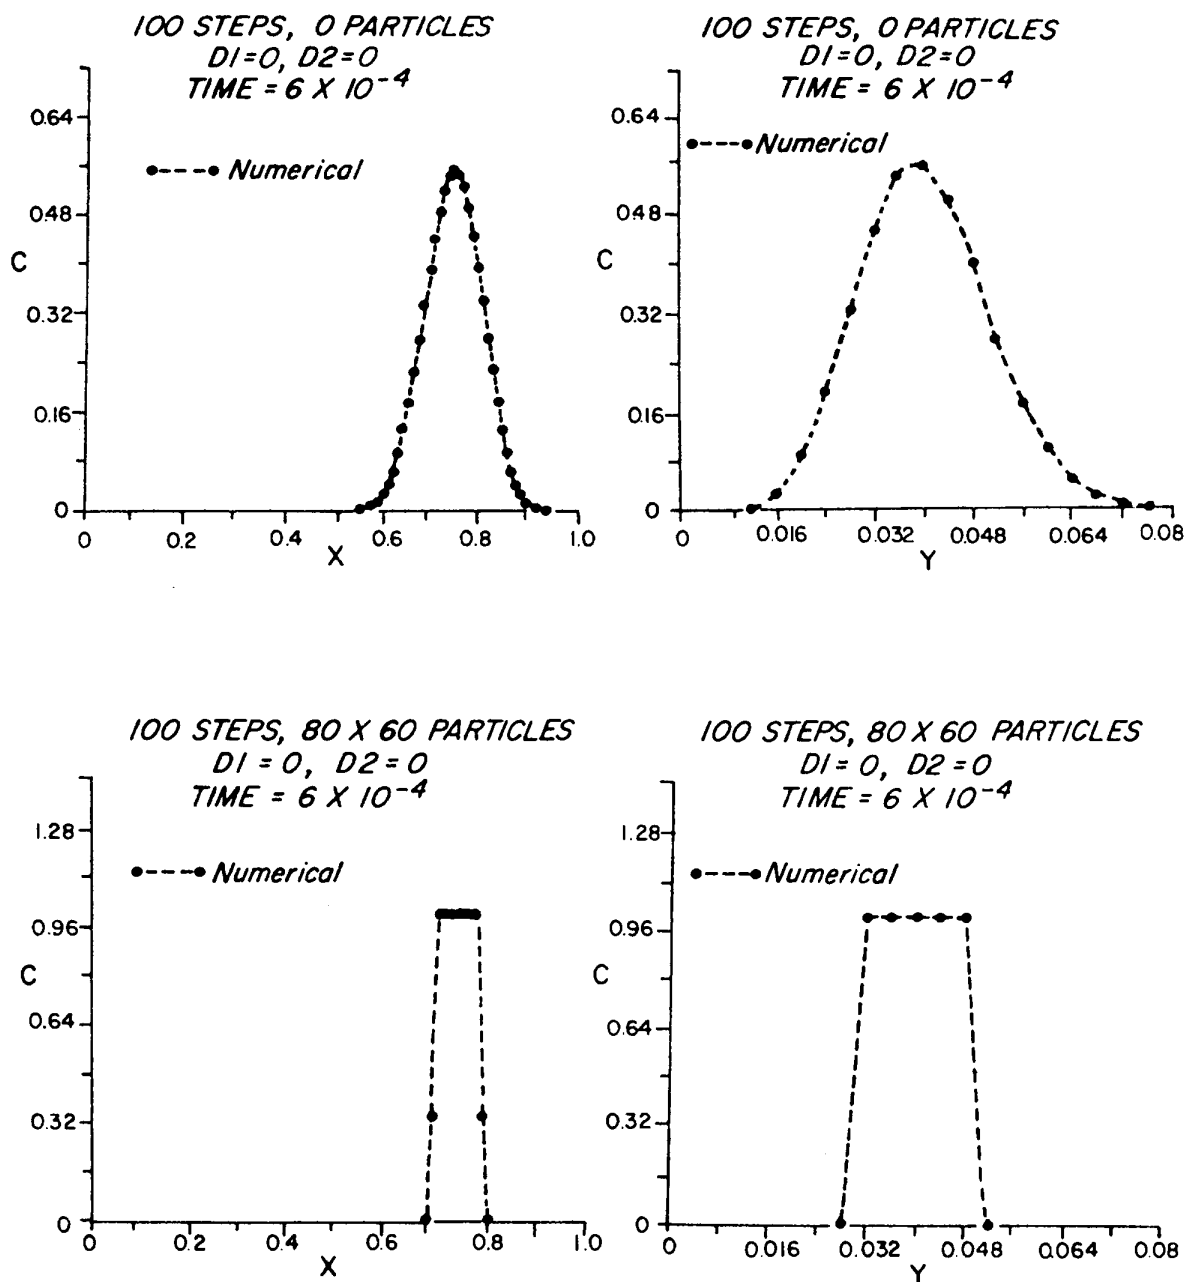 100 STEPS, 0 PARTICLES
D1=0, D2=0
TIME = 6 X 10⁻⁴
0.64
0.48
C
0.32
0.16
0
Numerical
0
0.2
0.4
0.6
0.8
1.0
X
100 STEPS, 0 PARTICLES
D1=0, D2=0
TIME = 6 X 10⁻⁴
0.64
0.48
C
0.32
0.16
0
Numerical
0
0.016
0.032
0.048
0.064
0.08
Y
100 STEPS, 80 X 60 PARTICLES
D1 = 0, D2=0
TIME = 6 X 10⁻⁴
1.28
0.96
C
0.64
0.32
0
Numerical
0
0.2
0.4
0.6
0.8
1.0
X
100 STEPS, 80 X 60 PARTICLES
D1=0, D2=0
TIME = 6 X 10⁻⁴
1.28
0.96
C
0.64
0.32
0
Numerical
0
0.016
0.032
0.048
0.064
0.08
Y